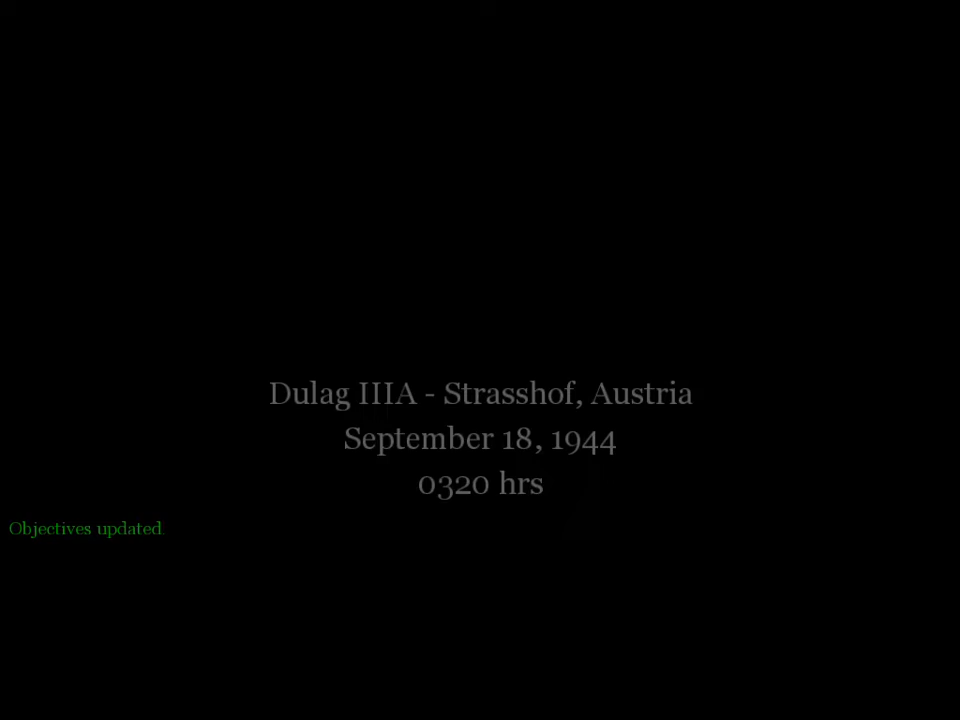 Dulag IIIA - Strasshof, Austria
September 18, 1944
0320 hrs
Objectives updated.